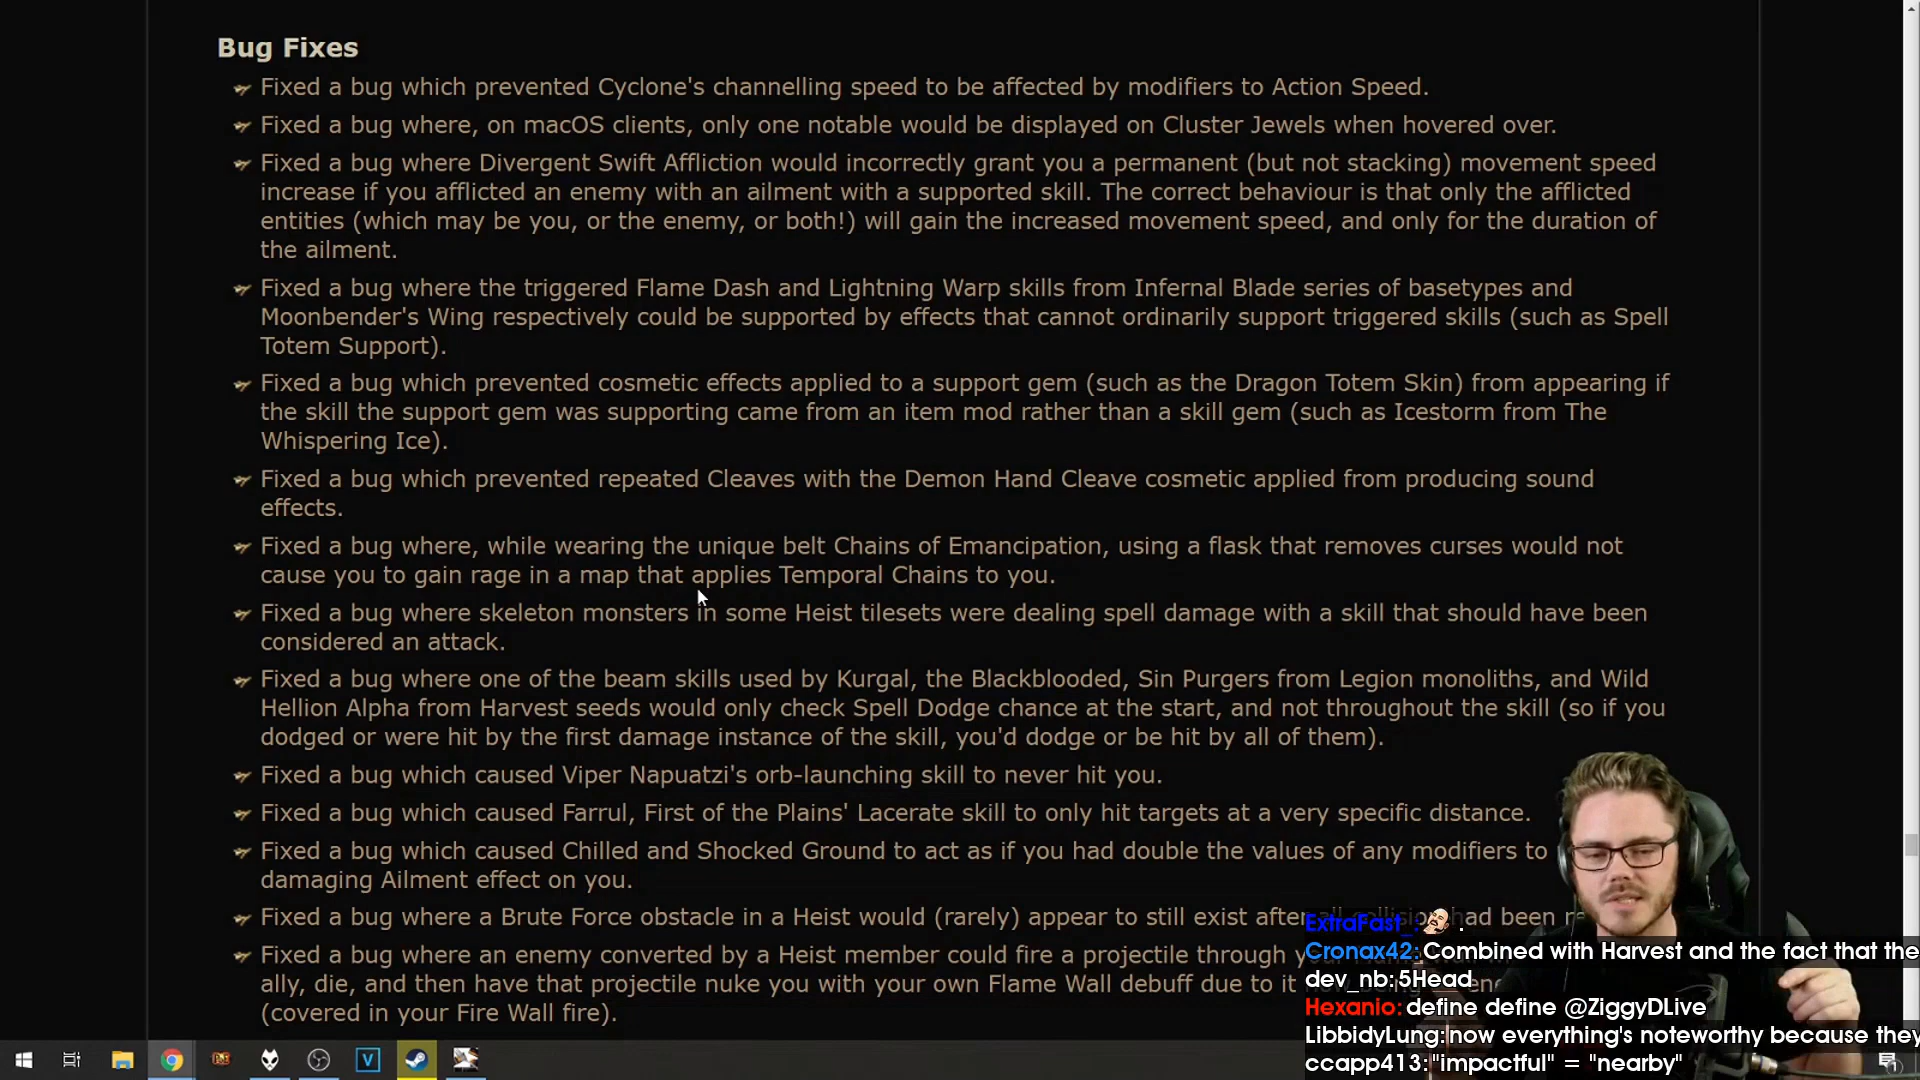 Bug Fixes
Fixed a bug which prevented Cyclone's channelling speed to be affected by modifiers to Action Speed.
Fixed a bug where, on macOS clients, only one notable would be displayed on Cluster Jewels when hovered over.
Fixed a bug where Divergent Swift Affliction would incorrectly grant you a permanent (but not stacking) movement speed
increase if you afflicted an enemy with an ailment with a supported skill. The correct behaviour is that only the afflicted
entities (which may be you, or the enemy, or both!) will gain the increased movement speed, and only for the duration of
the ailment.
Fixed a bug where the triggered Flame Dash and Lightning Warp skills from Infernal Blade series of basetypes and
Moonbender's Wing respectively could be supported by effects that cannot ordinarily support triggered skills (such as Spell
Totem Support).
Fixed a bug which prevented cosmetic effects applied to a support gem (such as the Dragon Totem Skin) from appearing if
the skill the support gem was supporting came from an item mod rather than a skill gem (such as Icestorm from The
Whispering Ice).
Fixed a bug which prevented repeated Cleaves with the Demon Hand Cleave cosmetic applied from producing sound
effects.
Fixed a bug where, while wearing the unique belt Chains of Emancipation, using a flask that removes curses would not
cause you to gain rage in a map that applies Temporal Chains to you.
Fixed a bug where skeleton monsters in some Heist tilesets were dealing spell damage with a skill that should have been
considered an attack.
Fixed a bug where one of the beam skills used by Kurgal, the Blackblooded, Sin Purgers from Legion monoliths, and Wild
Hellion Alpha from Harvest seeds would only check Spell Dodge chance at the start, and not throughout the skill (so if you
dodged or were hit by the first damage instance of the skill, you'd dodge or be hit by all of them).
Fixed a bug which caused Viper Napuatzi's orb-launching skill to never hit you.
Fixed a bug which caused Farrul, First of the Plains' Lacerate skill to only hit targets at a very specific distance.
Fixed a bug which caused Chilled and Shocked Ground to act as if you had double the values of any modifiers to
damaging Ailment effect on you.
Fixed a bug where a Brute Force obstacle in a Heist would (rarely) appear to still exist after all collision had been
Fixed a bug where an enemy converted by a Heist member could fire a projectile through
ally, die, and then have that projectile nuke you with your own Flame Wall debuff due to it
(covered in your Fire Wall fire).
ExtraFast_: .
Cronax42: Combined with Harvest and the fact that the
dev_nb: 5Head
Hexanio: define define @ZiggyDLive
LibbidyLung: now everything's noteworthy because they
ccapp413: "impactful" = "nearby"